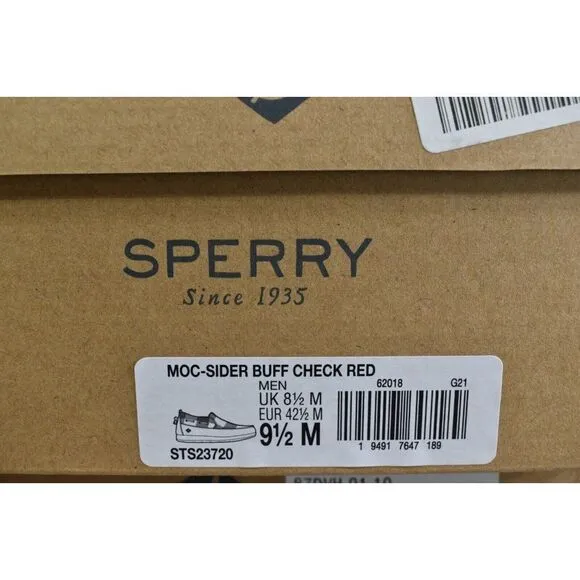 SPERRY
Since 1935
MOC-SIDER BUFF CHECK RED
MEN 62018 G21
UK 8½ M
EUR 42½ M
9½ M
STS23720
1 9491 7647 189